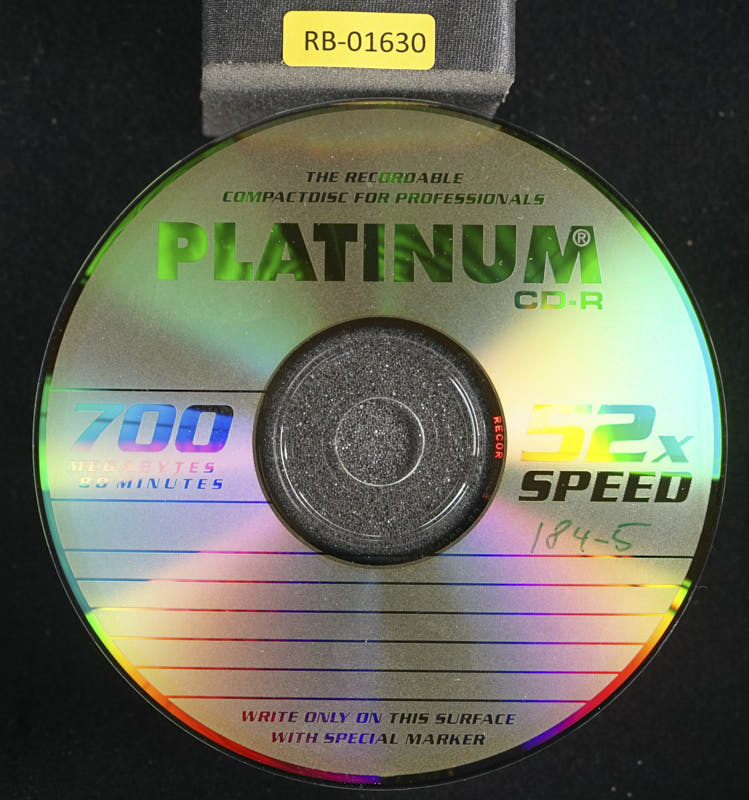 RB-01630
THE RECORDABLE
COMPACTDISC FOR PROFESSIONALS
PLATINUM®
CD-R
700
MEGABYTES
80 MINUTES
RECOR
52x
SPEED
184-5
WRITE ONLY ON THIS SURFACE
WITH SPECIAL MARKER